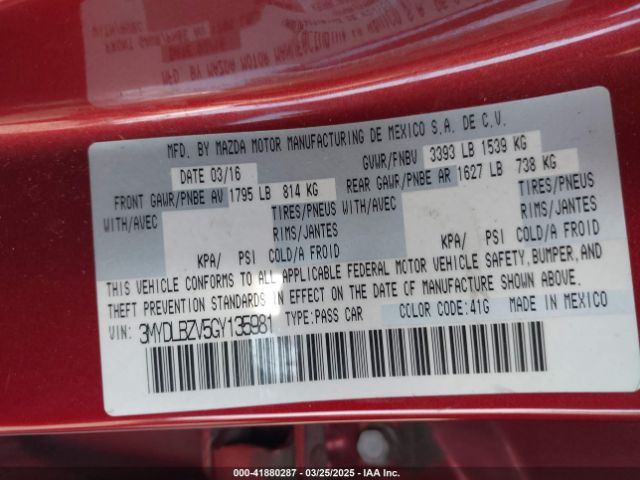 MFD. BY MAZDA MOTOR MANUFACTURING DE MEXICO S.A. DE C.V.
DATE 03/16 GVWR/FNBV 3393 LB 1539 KG
FRONT GAWR/PNBE AV 1795 LB 814 KG REAR GAWR/PNBE AR 1627 LB 738 KG
WITH/AVEC TIRES/PNEUS WITH/AVEC TIRES/PNEUS
RIMS/JANTES RIMS/JANTES
KPA/ PSI COLD/A FROID KPA/ PSI COLD/A FROID
THIS VEHICLE CONFORMS TO ALL APPLICABLE FEDERAL MOTOR VEHICLE SAFETY, BUMPER, AND
THEFT PREVENTION STANDARDS IN EFFECT ON THE DATE OF MANUFACTURE SHOWN ABOVE.
VIN: 3MYDLBZV5GY135981 TYPE:PASS CAR COLOR CODE:41G MADE IN MEXICO
000-41880287 | 03/25/2025 | IAA Inc.